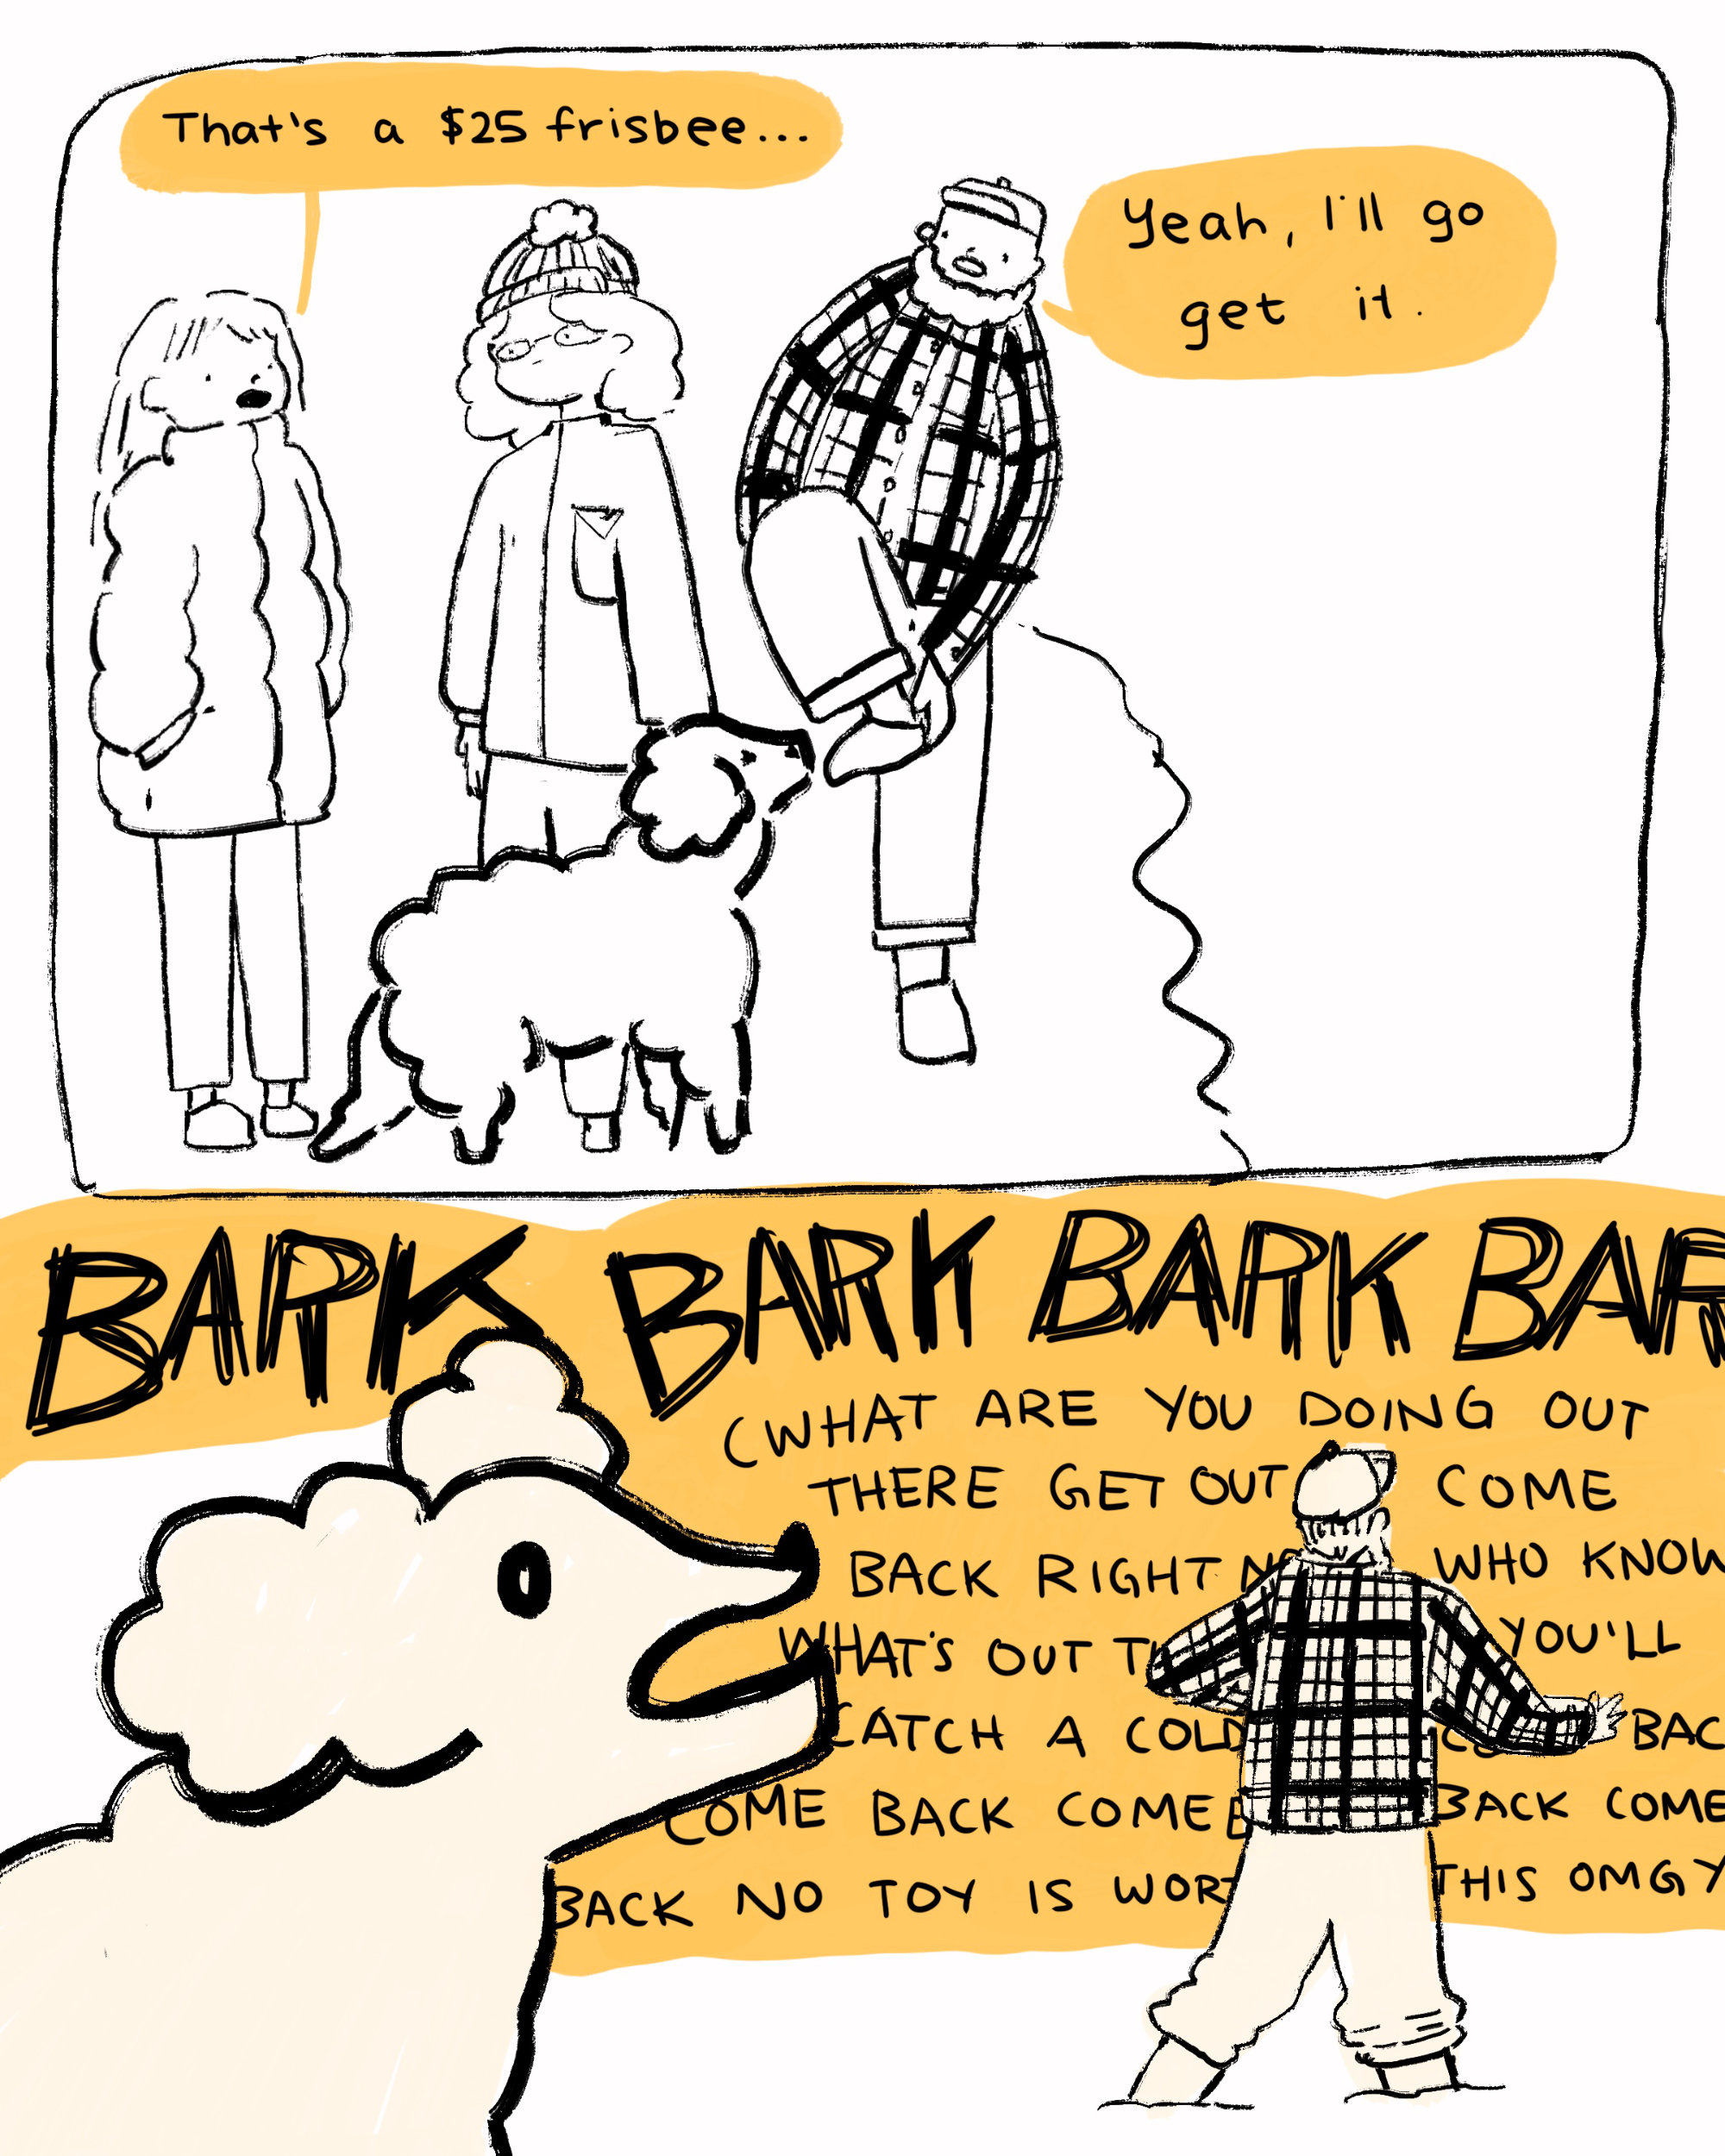 That's a $25 frisbee...
Yeah, I'll go
get it.
BARK BARK BARK BAR
(WHAT ARE YOU DOING OUT
THERE GET OUT COME
BACK RIGHT WHO KNOW
WHAT'S OUT YOU'LL
CATCH A COLD BAC
COME BACK COME BACK COME
BACK NO TOY IS THIS OMG